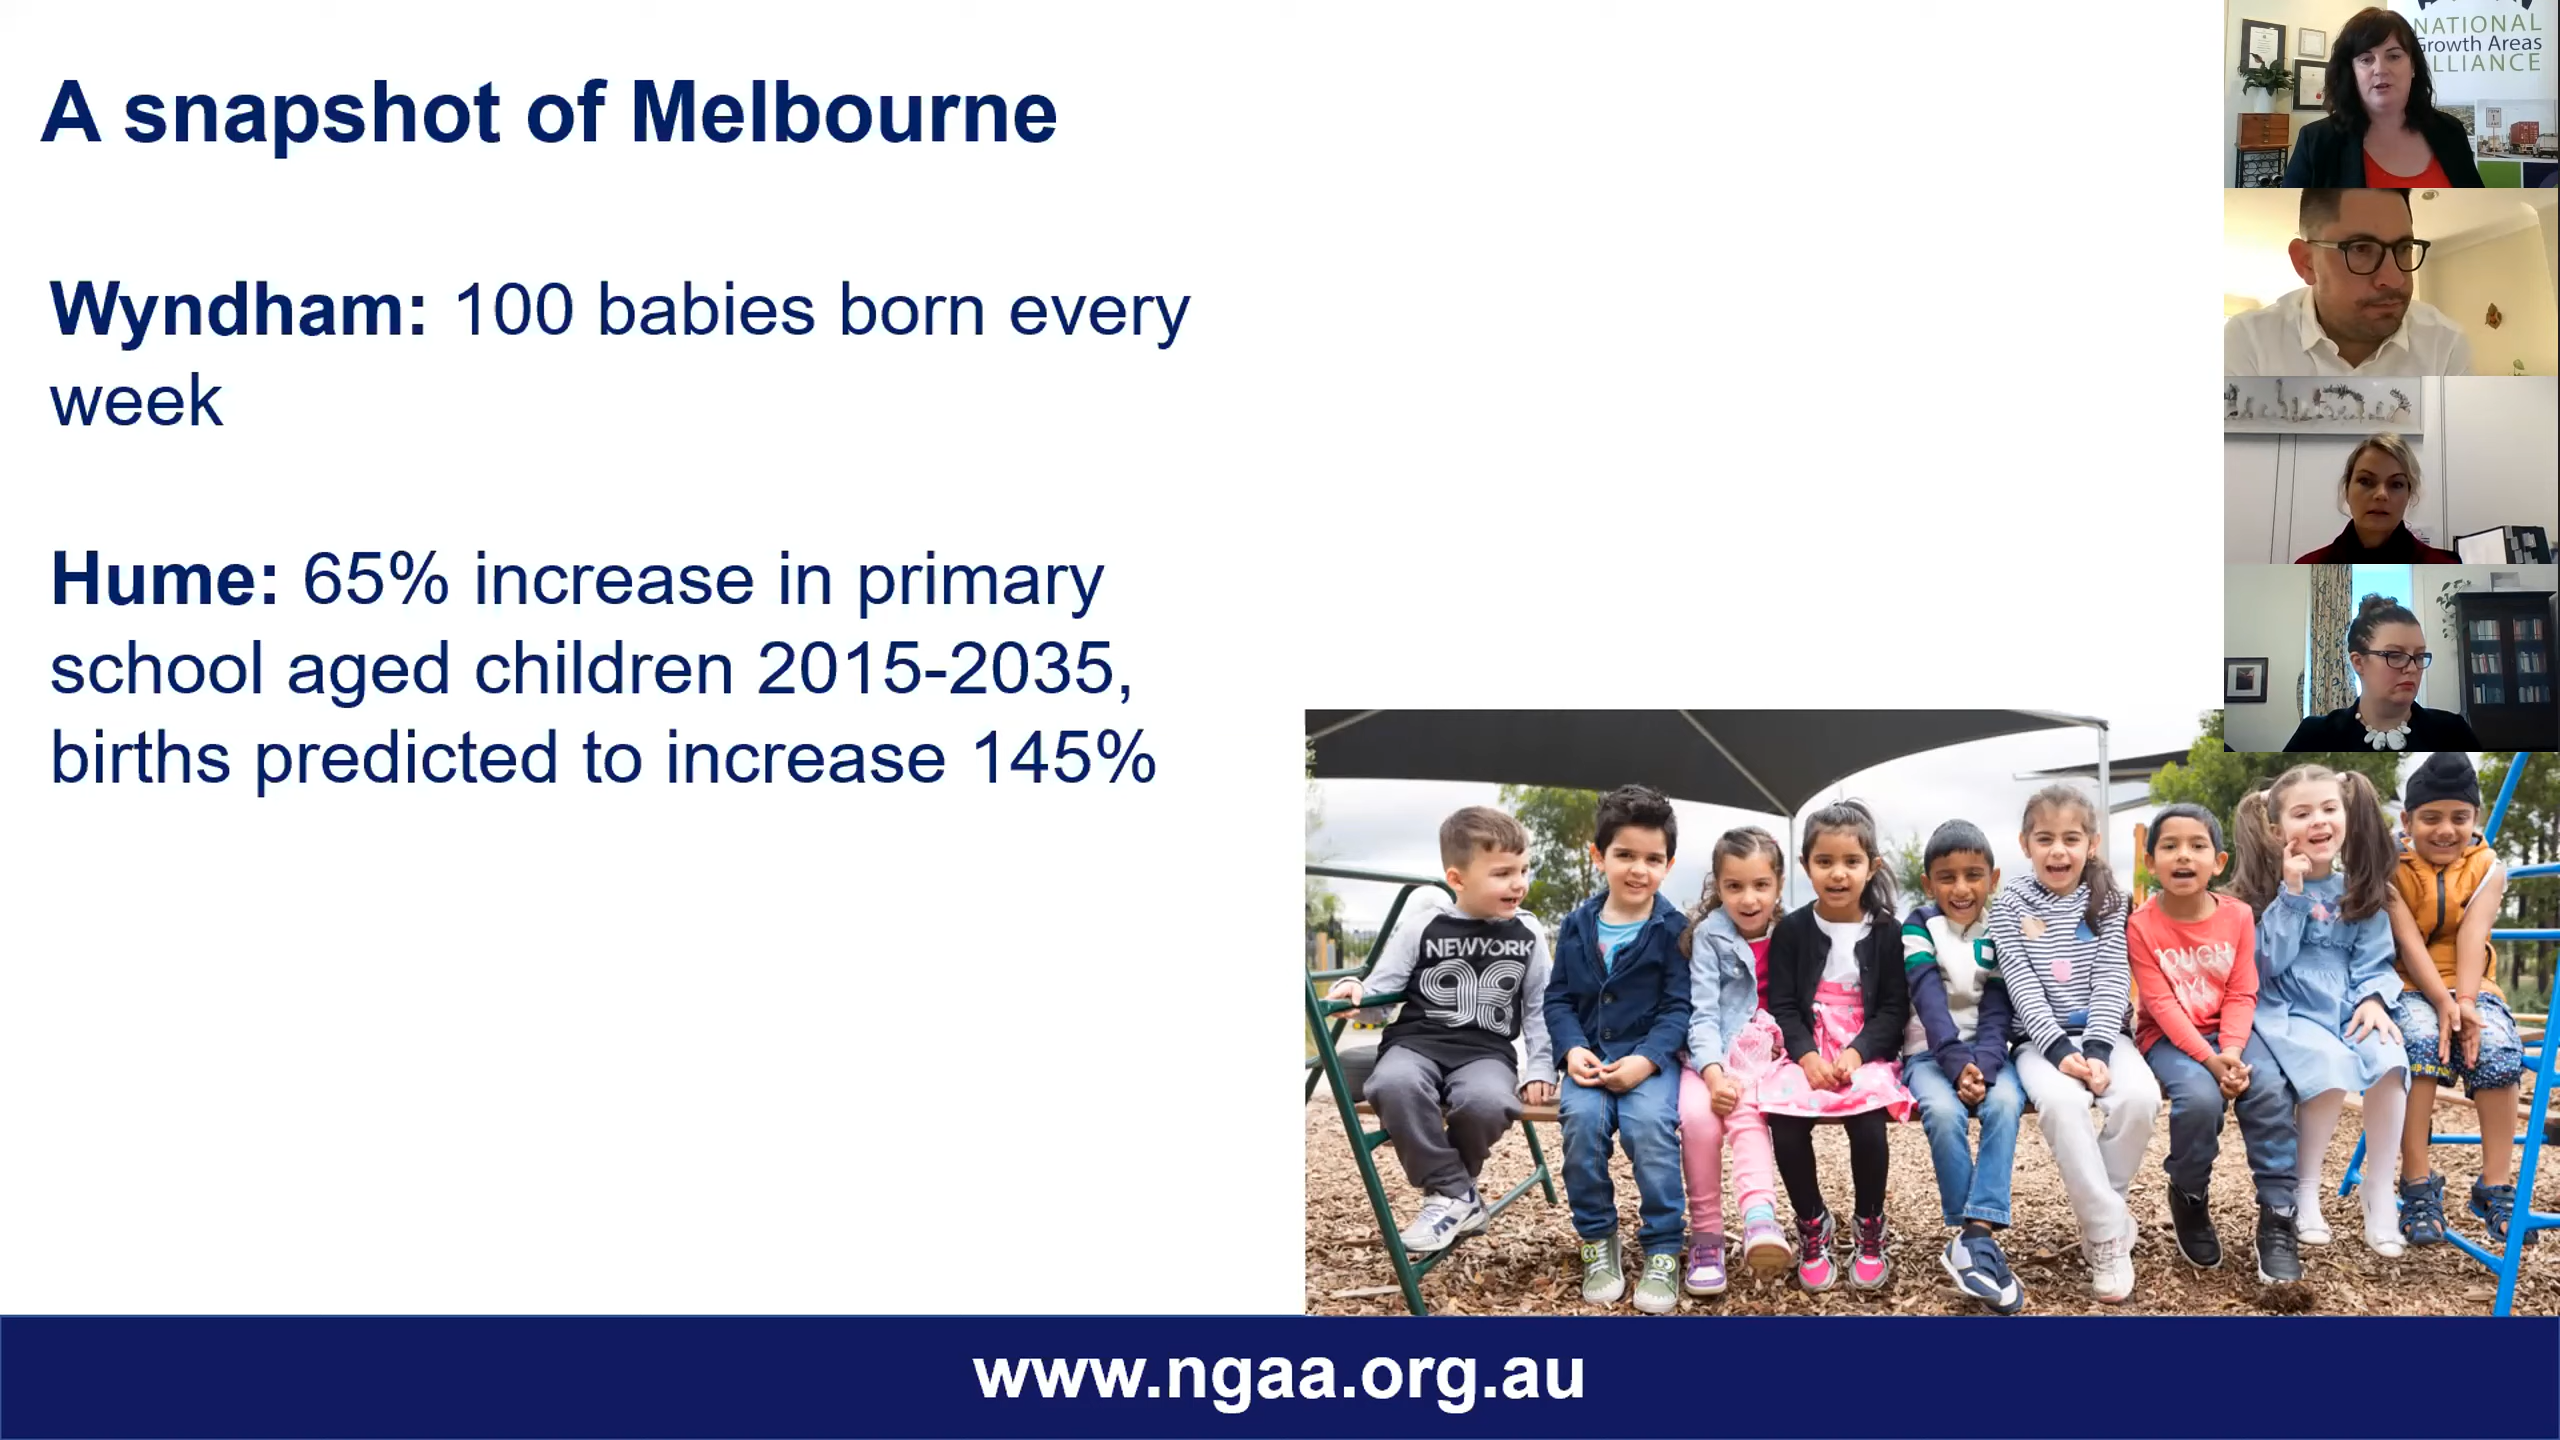 A snapshot of Melbourne
Wyndham: 100 babies born every
week
Hume: 65% increase in primary
school aged children 2015-2035,
births predicted to increase 145%
www.ngaa.org.au
NATIONAL
Growth Areas
LLIANCE
NEWYORK
98